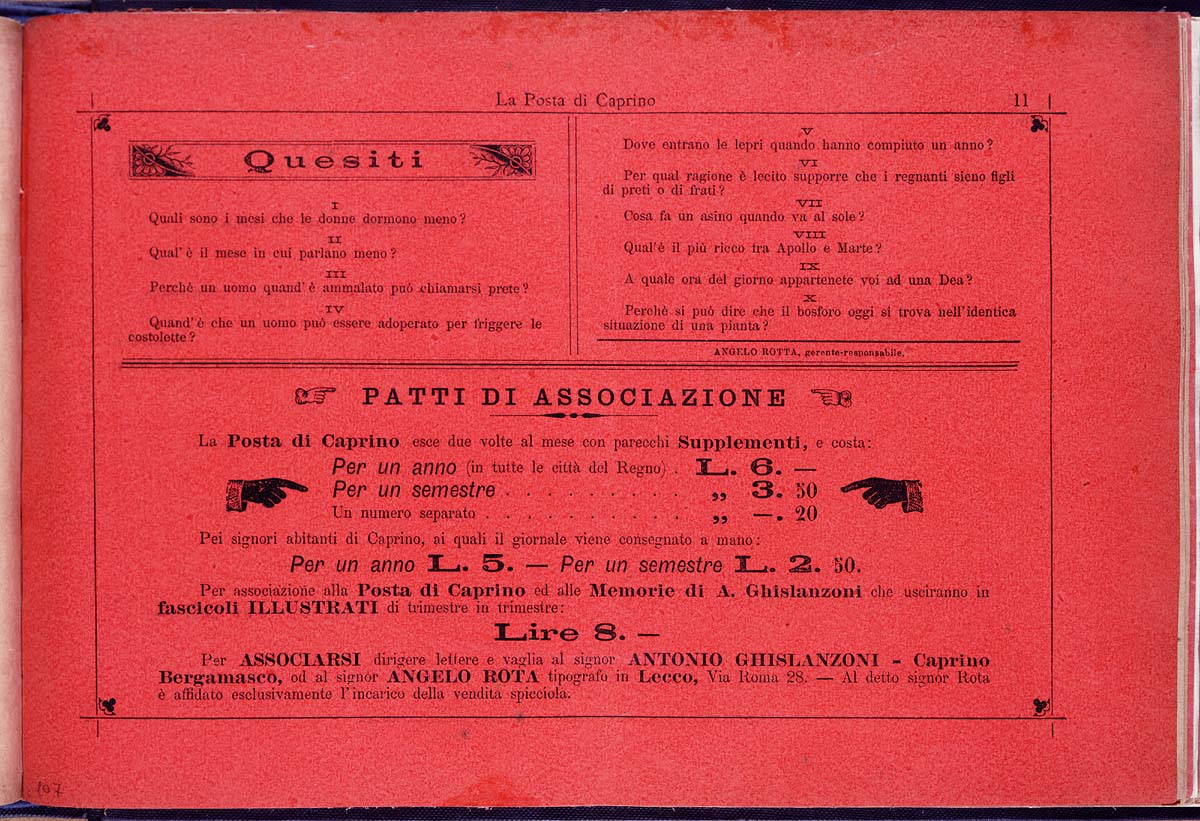 La Posta di Caprino
11
Quesiti
I
Quali sono i mesi che le donne dormono meno?
II
Qual' è il mese in cui parlano meno?
III
Perchè un uomo quand' è ammalato può chiamarsi prete?
IV
Quand' è che un uomo può essere adoperato per friggere le
costolette?
V
Dove entrano le lepri quando hanno compiuto un anno?
VI
Per qual ragione è lecito supporre che i regnanti sieno figli
di preti o di frati?
VII
Cosa fa un asino quando va al sole?
VIII
Qual'è il più ricco fra Apollo e Marte?
IX
A quale ora del giorno appartenete voi ad una Dea?
X
Perchè si può dire che il bosforo oggi si trova nell'identica
situazione di una pianta?
ANGELO ROTTA, gerente-responsabile.
PATTI DI ASSOCIAZIONE
La Posta di Caprino esce due volte al mese con parecchi Supplementi, e costa:
Per un anno (in tutte le città del Regno) . L. 6. —
Per un semestre . . . . . . . . . . „ 3. 50
Un numero separato . . . . . . . . . . „ —. 20
Pei signori abitanti di Caprino, ai quali il giornale viene consegnato a mano:
Per un anno L. 5. — Per un semestre L. 2. 50.
Per associazione alla Posta di Caprino ed alle Memorie di A. Ghislanzoni che usciranno in
fascicoli ILLUSTRATI di trimestre in trimestre:
Lire 8. —
Per ASSOCIARSI dirigere lettere e vaglia al signor ANTONIO GHISLANZONI - Caprino
Bergamasco, od al signor ANGELO ROTA tipografo in Lecco, Via Roma 28. — Al detto signor Rota
è affidato esclusivamente l'incarico della vendita spicciola.
107